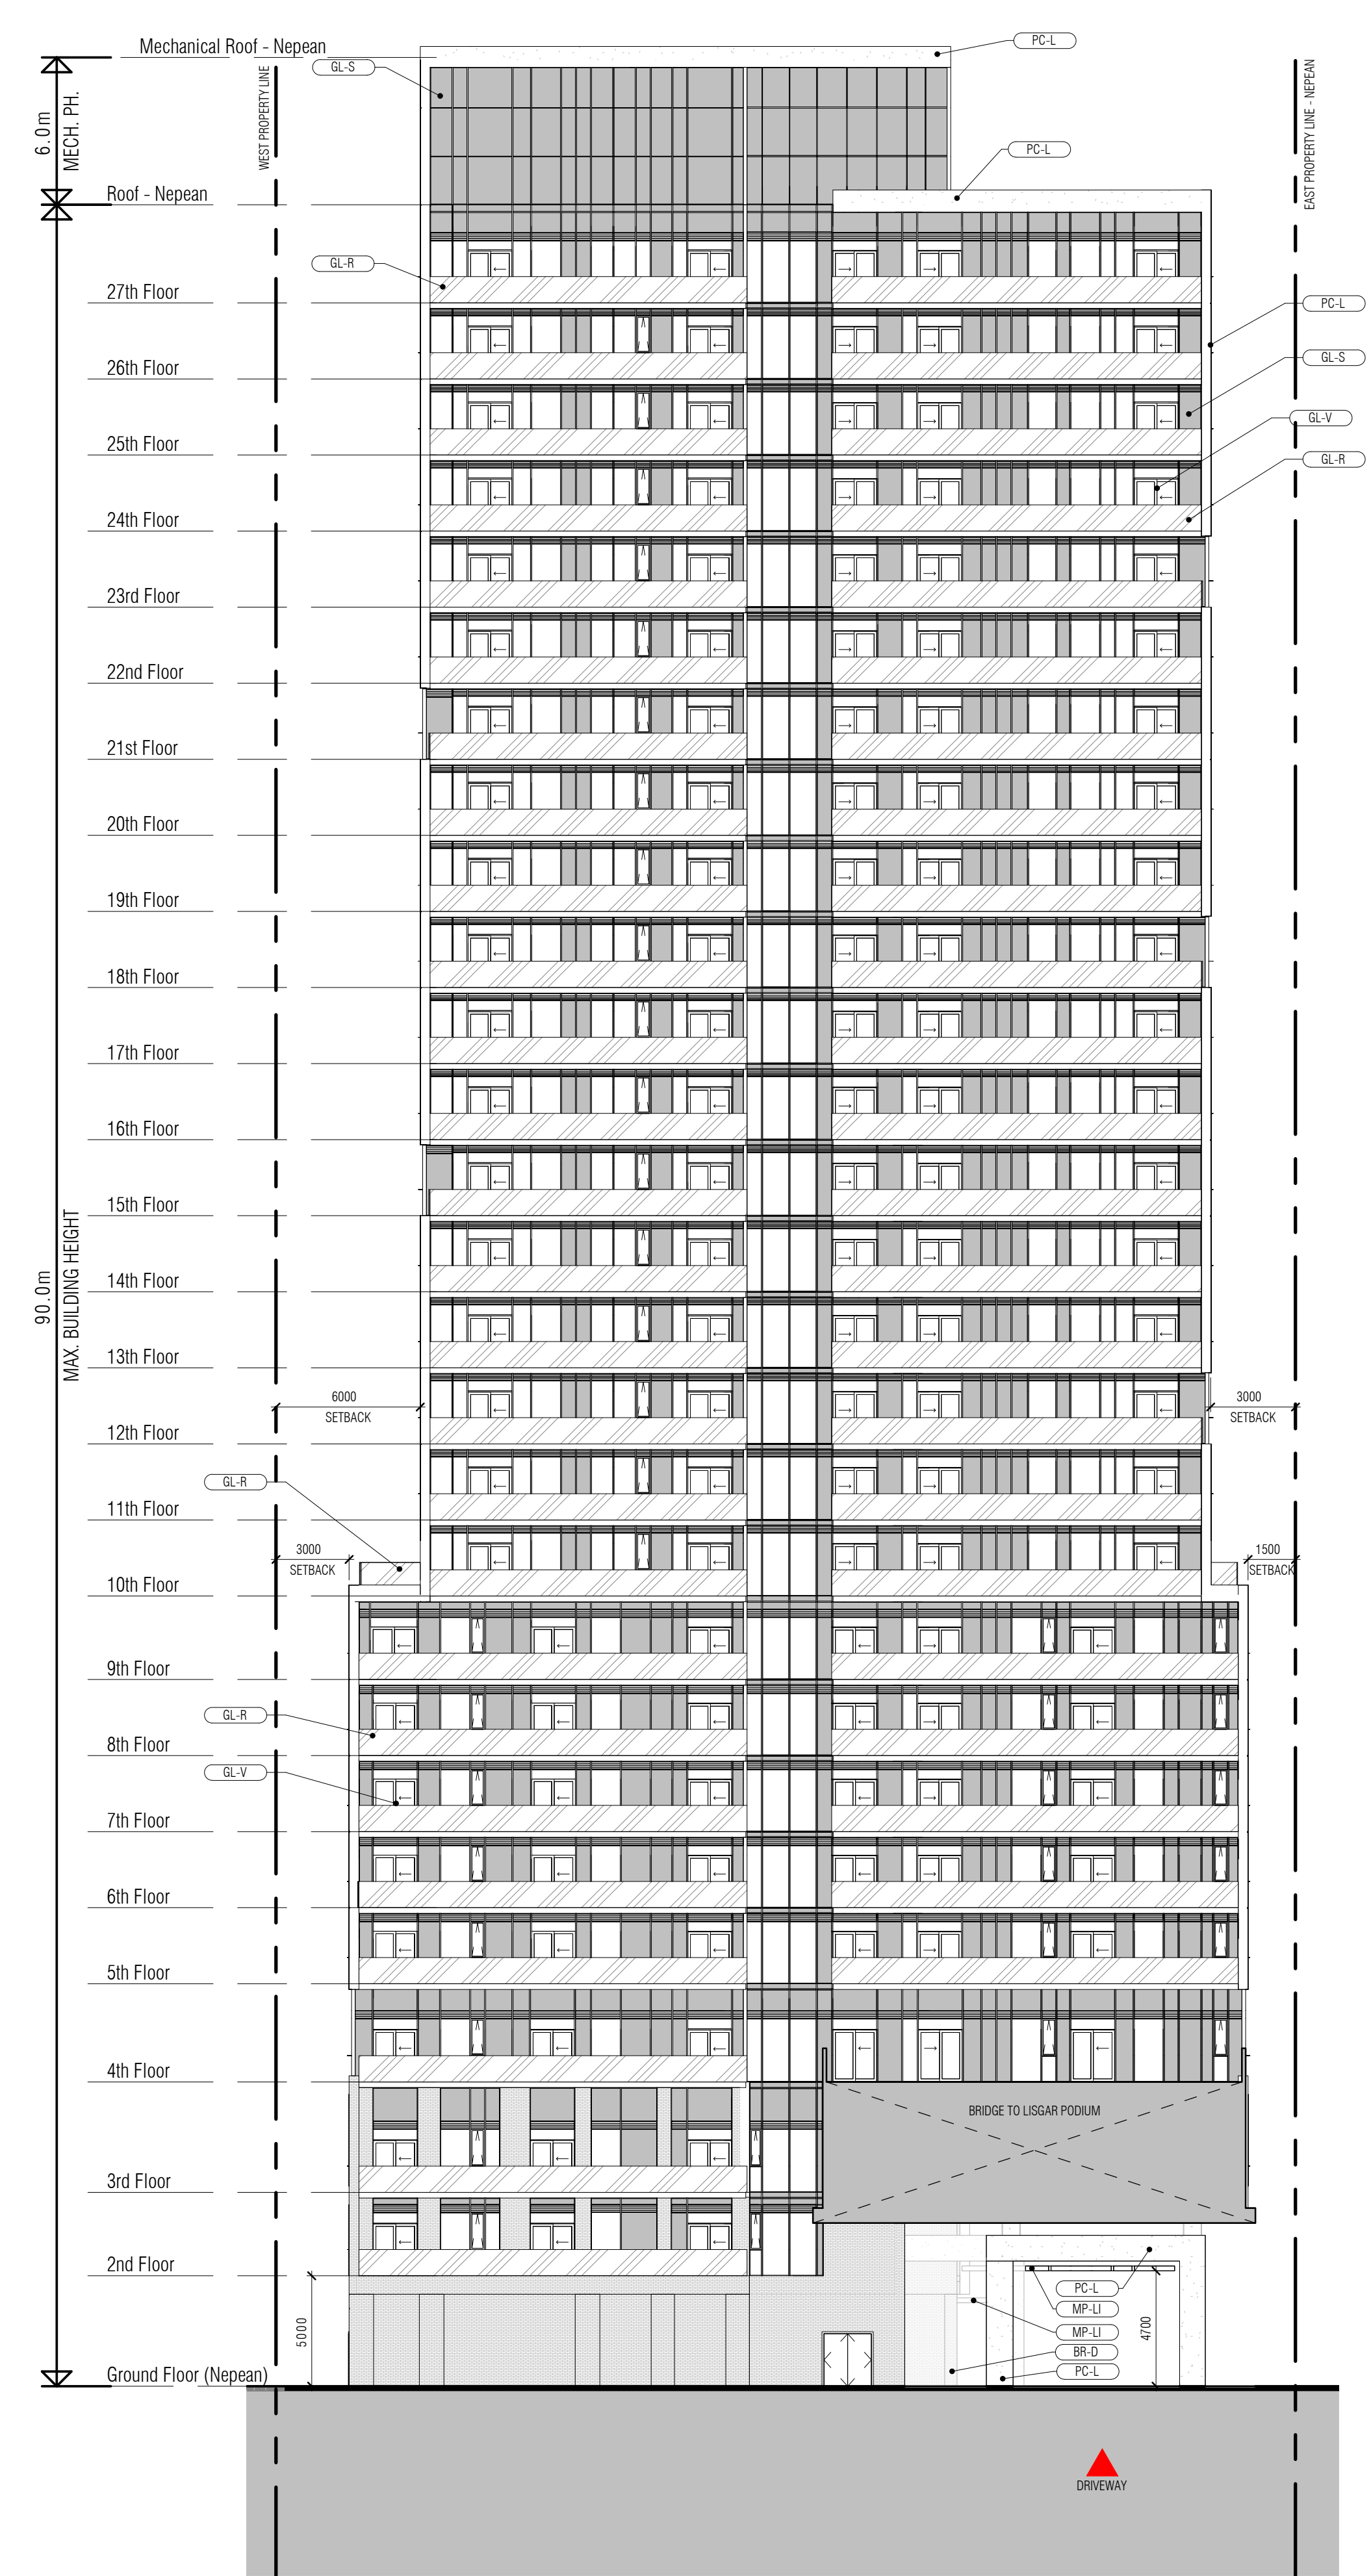 Mechanical Roof - Nepean
PC-L
GL-S
WEST PROPERTY LINE
EAST PROPERTY LINE - NEPEAN
6.0m
MECH. PH.
PC-L
Roof - Nepean
GL-R
27th Floor
PC-L
26th Floor
GL-S
GL-V
25th Floor
GL-R
24th Floor
23rd Floor
22nd Floor
21st Floor
20th Floor
19th Floor
18th Floor
17th Floor
16th Floor
15th Floor
90.0m
MAX. BUILDING HEIGHT
14th Floor
13th Floor
6000
SETBACK
3000
SETBACK
12th Floor
GL-R
11th Floor
3000
SETBACK
1500
SETBACK
10th Floor
9th Floor
GL-R
8th Floor
GL-V
7th Floor
6th Floor
5th Floor
4th Floor
BRIDGE TO LISGAR PODIUM
3rd Floor
2nd Floor
PC-L
MP-LI
MP-LI
BR-D
PC-L
5000
4700
Ground Floor (Nepean)
DRIVEWAY